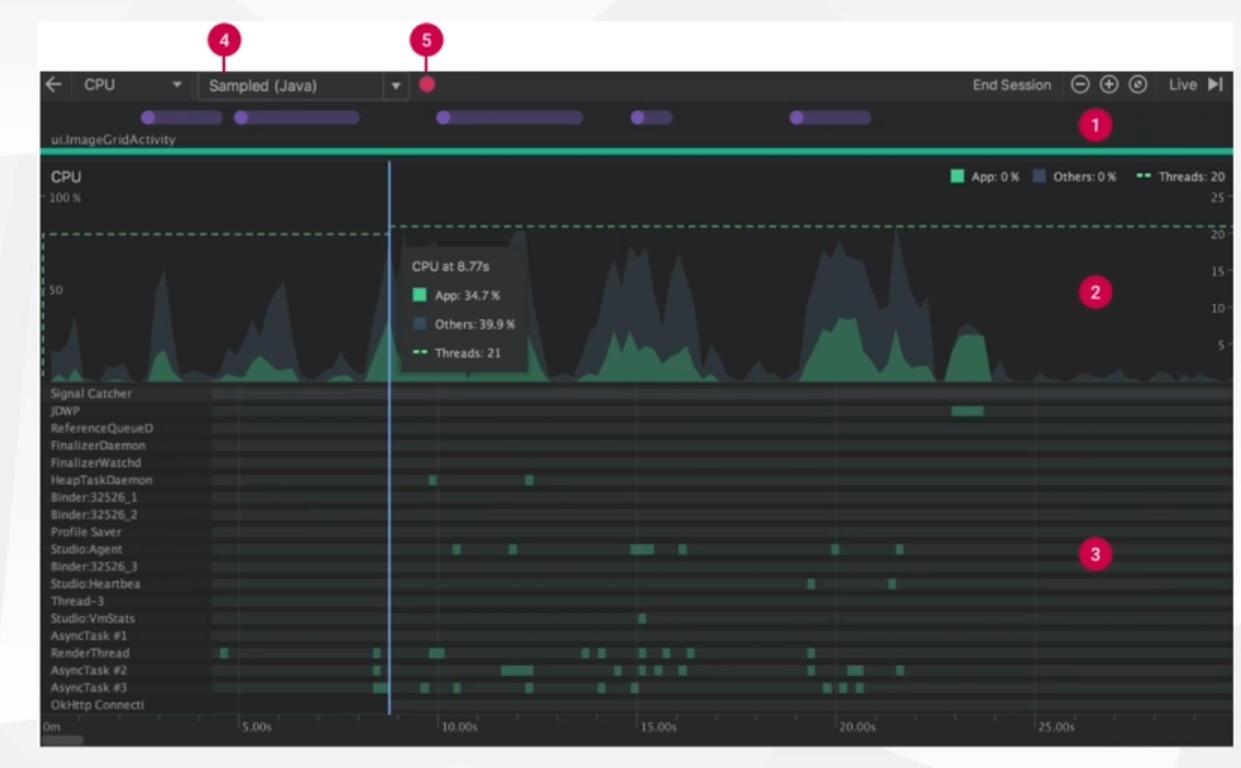 4 5
CPU Sampled (Java) End Session Live
1
ui.ImageGridActivity
CPU App: 0 % Others: 0 % Threads: 20
100 % 25
20
CPU at 8.77s 15
50 App: 34.7 % 2
10
Others: 39.9 %
Threads: 21 5
Signal Catcher
JDWP
ReferenceQueueD
FinalizerDaemon
FinalizerWatchd
HeapTaskDaemon
Binder:32526_1
Binder:32526_2
Profile Saver
Studio:Agent 3
Binder:32526_3
Studio:Heartbea
Thread-3
Studio:VmStats
AsyncTask #1
RenderThread
AsyncTask #2
AsyncTask #3
OkHttp Connecti
0m 5.00s 10.00s 15.00s 20.00s 25.00s